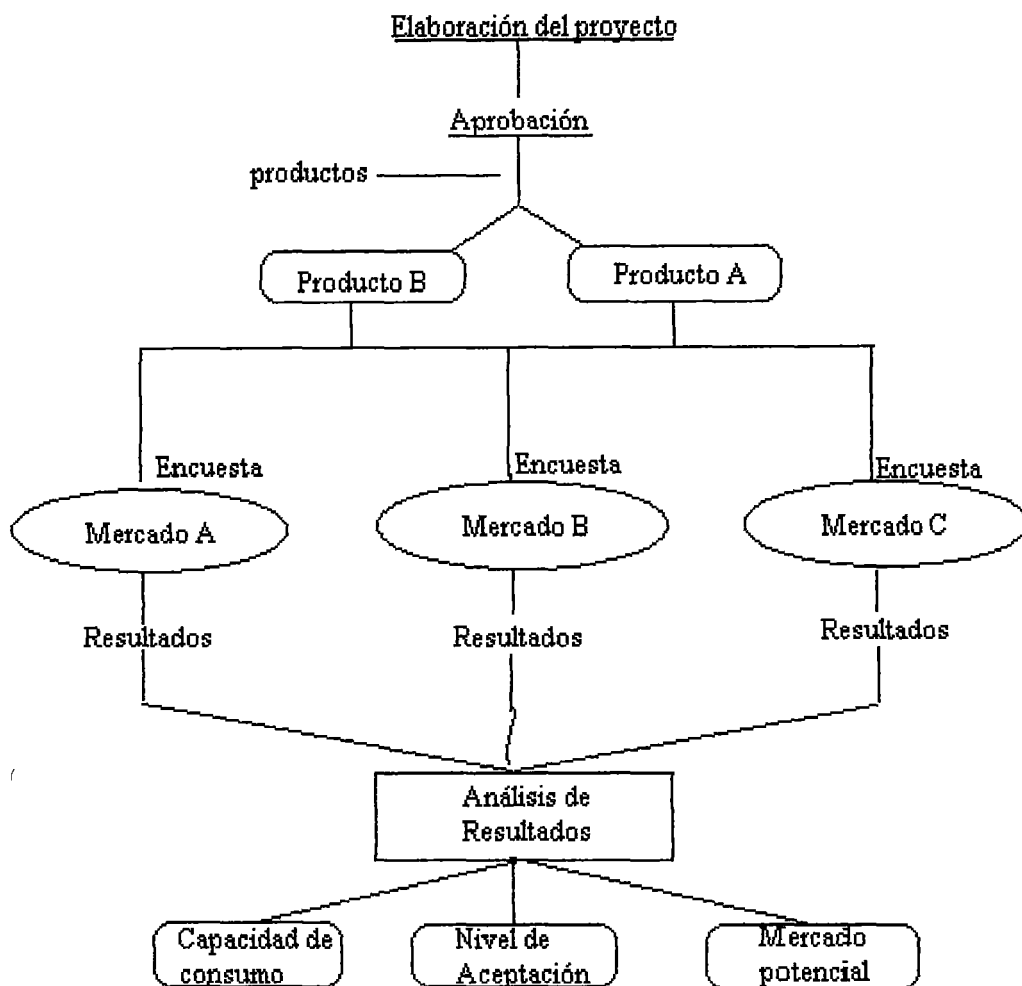 Elaboración del proyecto
Aprobación
productos
Producto B
Producto A
Encuesta
Encuesta
Encuesta
Mercado A
Mercado B
Mercado C
Resultados
Resultados
Resultados
Análisis de
Resultados
Capacidad de
consumo
Nivel de
Aceptación
Mercado
potencial